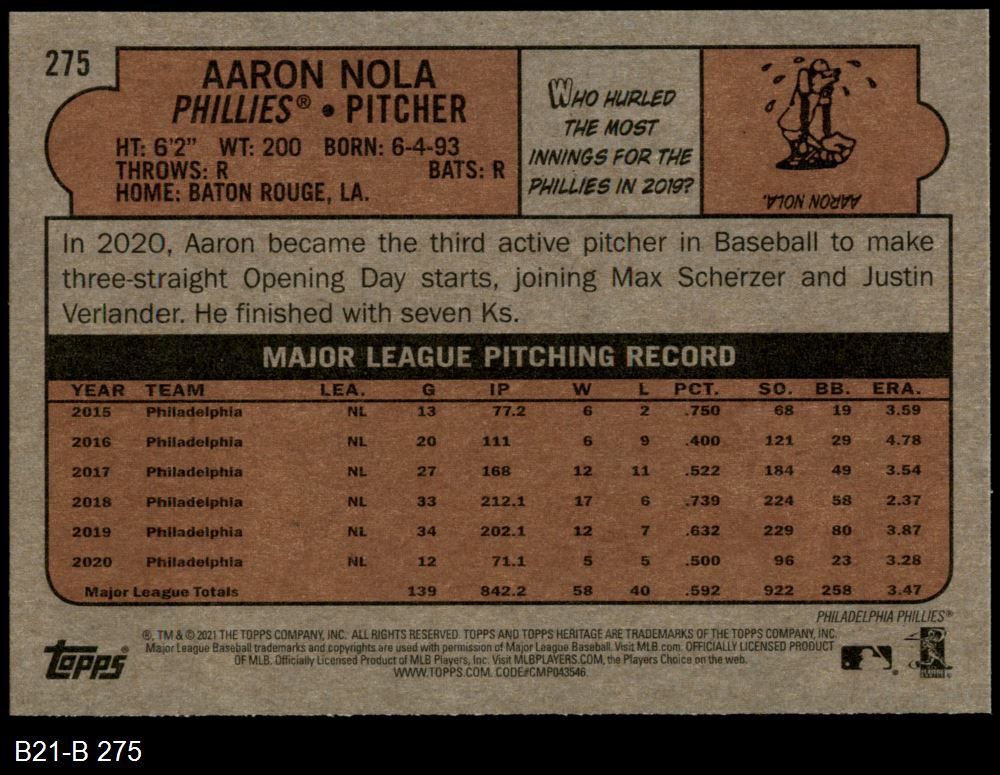 275
AARON NOLA
PHILLIES® • PITCHER
HT: 6'2" WT: 200 BORN: 6-4-93
THROWS: R BATS: R
HOME: BATON ROUGE, LA.
WHO HURLED
THE MOST
INNINGS FOR THE
PHILLIES IN 2019?
AARON NOLA.
In 2020, Aaron became the third active pitcher in Baseball to make
three-straight Opening Day starts, joining Max Scherzer and Justin
Verlander. He finished with seven Ks.
MAJOR LEAGUE PITCHING RECORD
YEAR TEAM LEA. G IP W L PCT. SO. BB. ERA.
2015 Philadelphia NL 13 77.2 6 2 .750 68 19 3.59
2016 Philadelphia NL 20 111 6 9 .400 121 29 4.78
2017 Philadelphia NL 27 168 12 11 .522 184 49 3.54
2018 Philadelphia NL 33 212.1 17 6 .739 224 58 2.37
2019 Philadelphia NL 34 202.1 12 7 .632 229 80 3.87
2020 Philadelphia NL 12 71.1 5 5 .500 96 23 3.28
Major League Totals 139 842.2 58 40 .592 922 258 3.47
PHILADELPHIA PHILLIES®
topps®
®, TM & © 2021 THE TOPPS COMPANY, INC. ALL RIGHTS RESERVED. TOPPS AND TOPPS HERITAGE ARE TRADEMARKS OF THE TOPPS COMPANY, INC.
Major League Baseball trademarks and copyrights are used with permission of Major League Baseball. Visit MLB.com. OFFICIALLY LICENSED PRODUCT
OF MLB. Officially Licensed Product of MLB Players, Inc. Visit MLBPLAYERS.COM, the Players Choice on the web.
WWW.TOPPS.COM. CODE#CMP043546.
B21-B 275